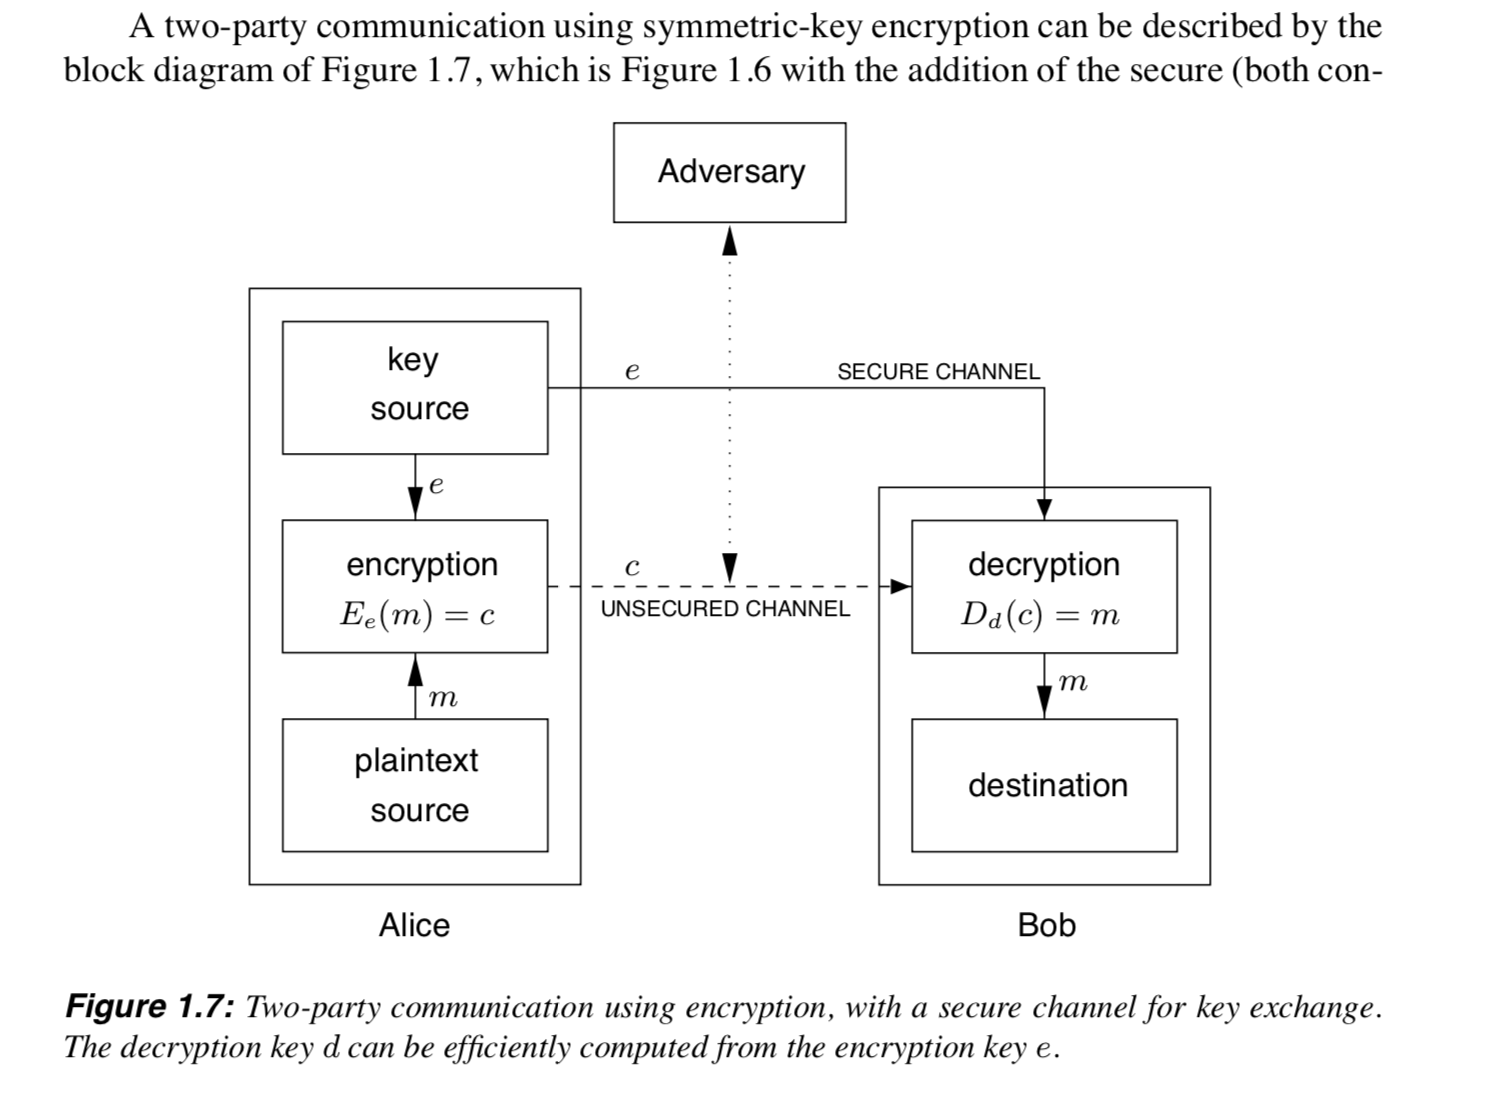 A two-party communication using symmetric-key encryption can be described by the
block diagram of Figure 1.7, which is Figure 1.6 with the addition of the secure (both con-
Adversary
key
source
e
SECURE CHANNEL
e
encryption
E_e(m) = c
c
UNSECURED CHANNEL
decryption
D_d(c) = m
m
m
plaintext
source
destination
Alice
Bob
Figure 1.7: Two-party communication using encryption, with a secure channel for key exchange.
The decryption key d can be efficiently computed from the encryption key e.